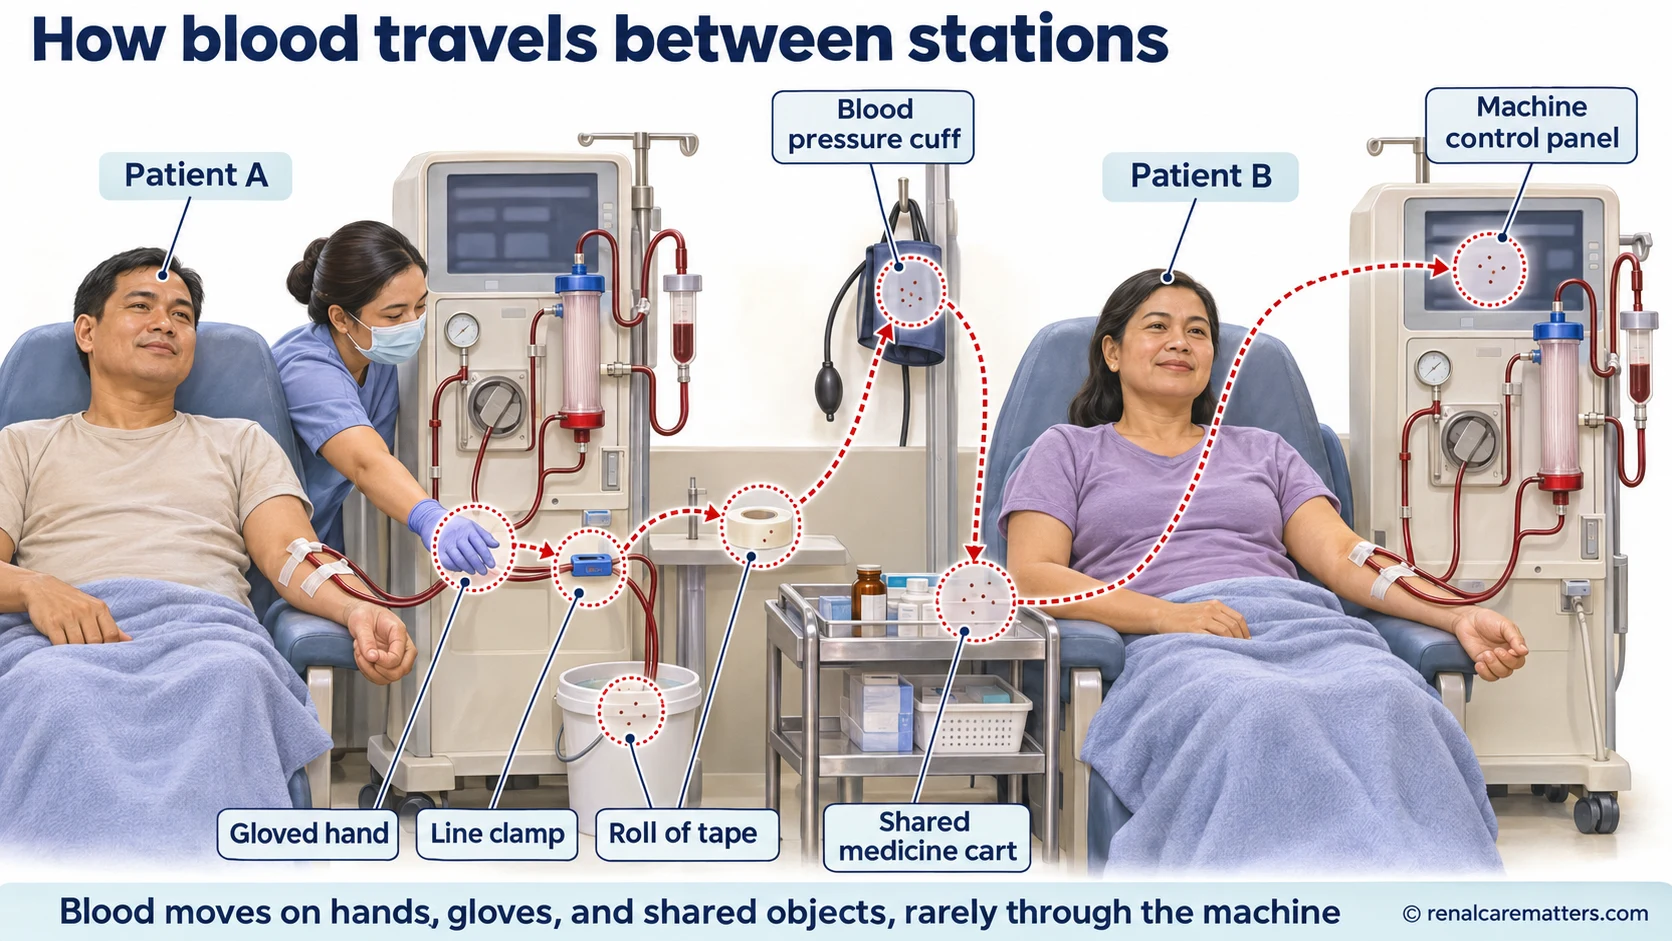 How blood travels between stations
Blood
pressure cuff
Machine
control panel
Patient A
Patient B
Gloved hand
Line clamp
Roll of tape
Shared
medicine cart
Blood moves on hands, gloves, and shared objects, rarely through the machine
© renalcarematters.com